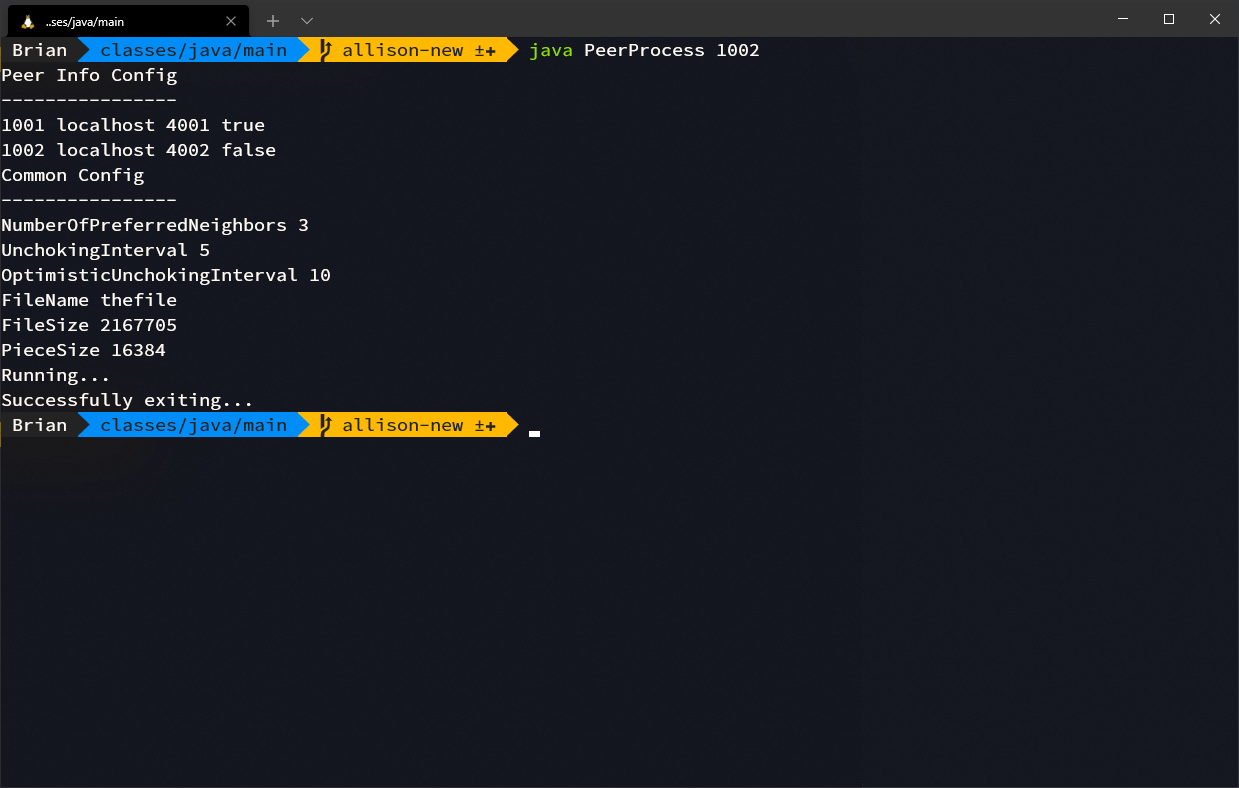 ..ses/java/main
Brian classes/java/main allison-new ±+ java PeerProcess 1002
Peer Info Config
----------------
1001 localhost 4001 true
1002 localhost 4002 false
Common Config
----------------
NumberOfPreferredNeighbors 3
UnchokingInterval 5
OptimisticUnchokingInterval 10
FileName thefile
FileSize 2167705
PieceSize 16384
Running...
Successfully exiting...
Brian classes/java/main allison-new ±+